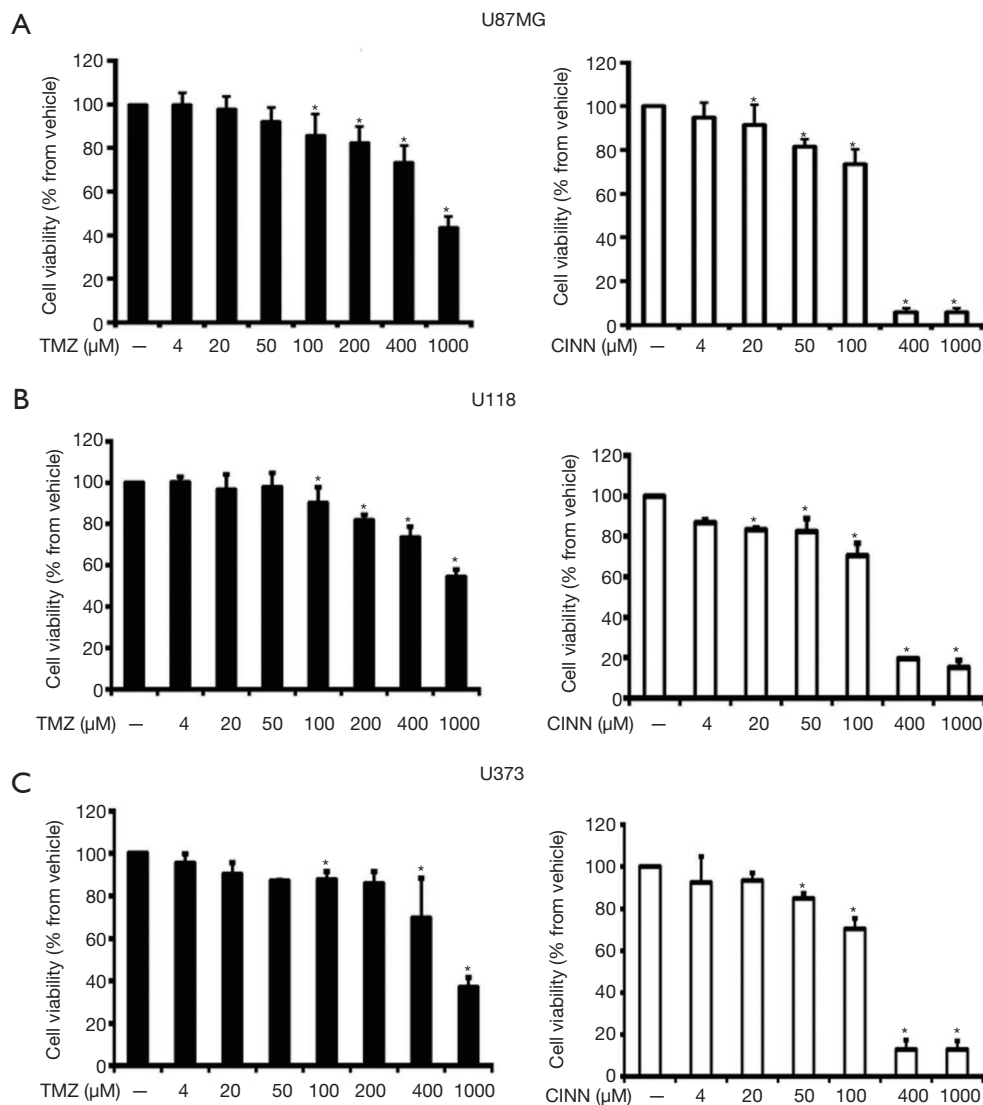 A
U87MG
Cell viability (% from vehicle)
120
100
80
60
40
20
0
* * * *
TMZ (µM) — 4 20 50 100 200 400 1000
Cell viability (% from vehicle)
120
100
80
60
40
20
0
* * * * *
CINN (µM) — 4 20 50 100 400 1000
B
U118
Cell viability (% from vehicle)
120
100
80
60
40
20
0
* * * *
TMZ (µM) — 4 20 50 100 200 400 1000
Cell viability (% from vehicle)
120
100
80
60
40
20
0
* * * * *
CINN (µM) — 4 20 50 100 400 1000
C
U373
Cell viability (% from vehicle)
120
100
80
60
40
20
0
* * *
TMZ (µM) — 4 20 50 100 200 400 1000
Cell viability (% from vehicle)
120
100
80
60
40
20
0
* * * *
CINN (µM) — 4 20 50 100 400 1000